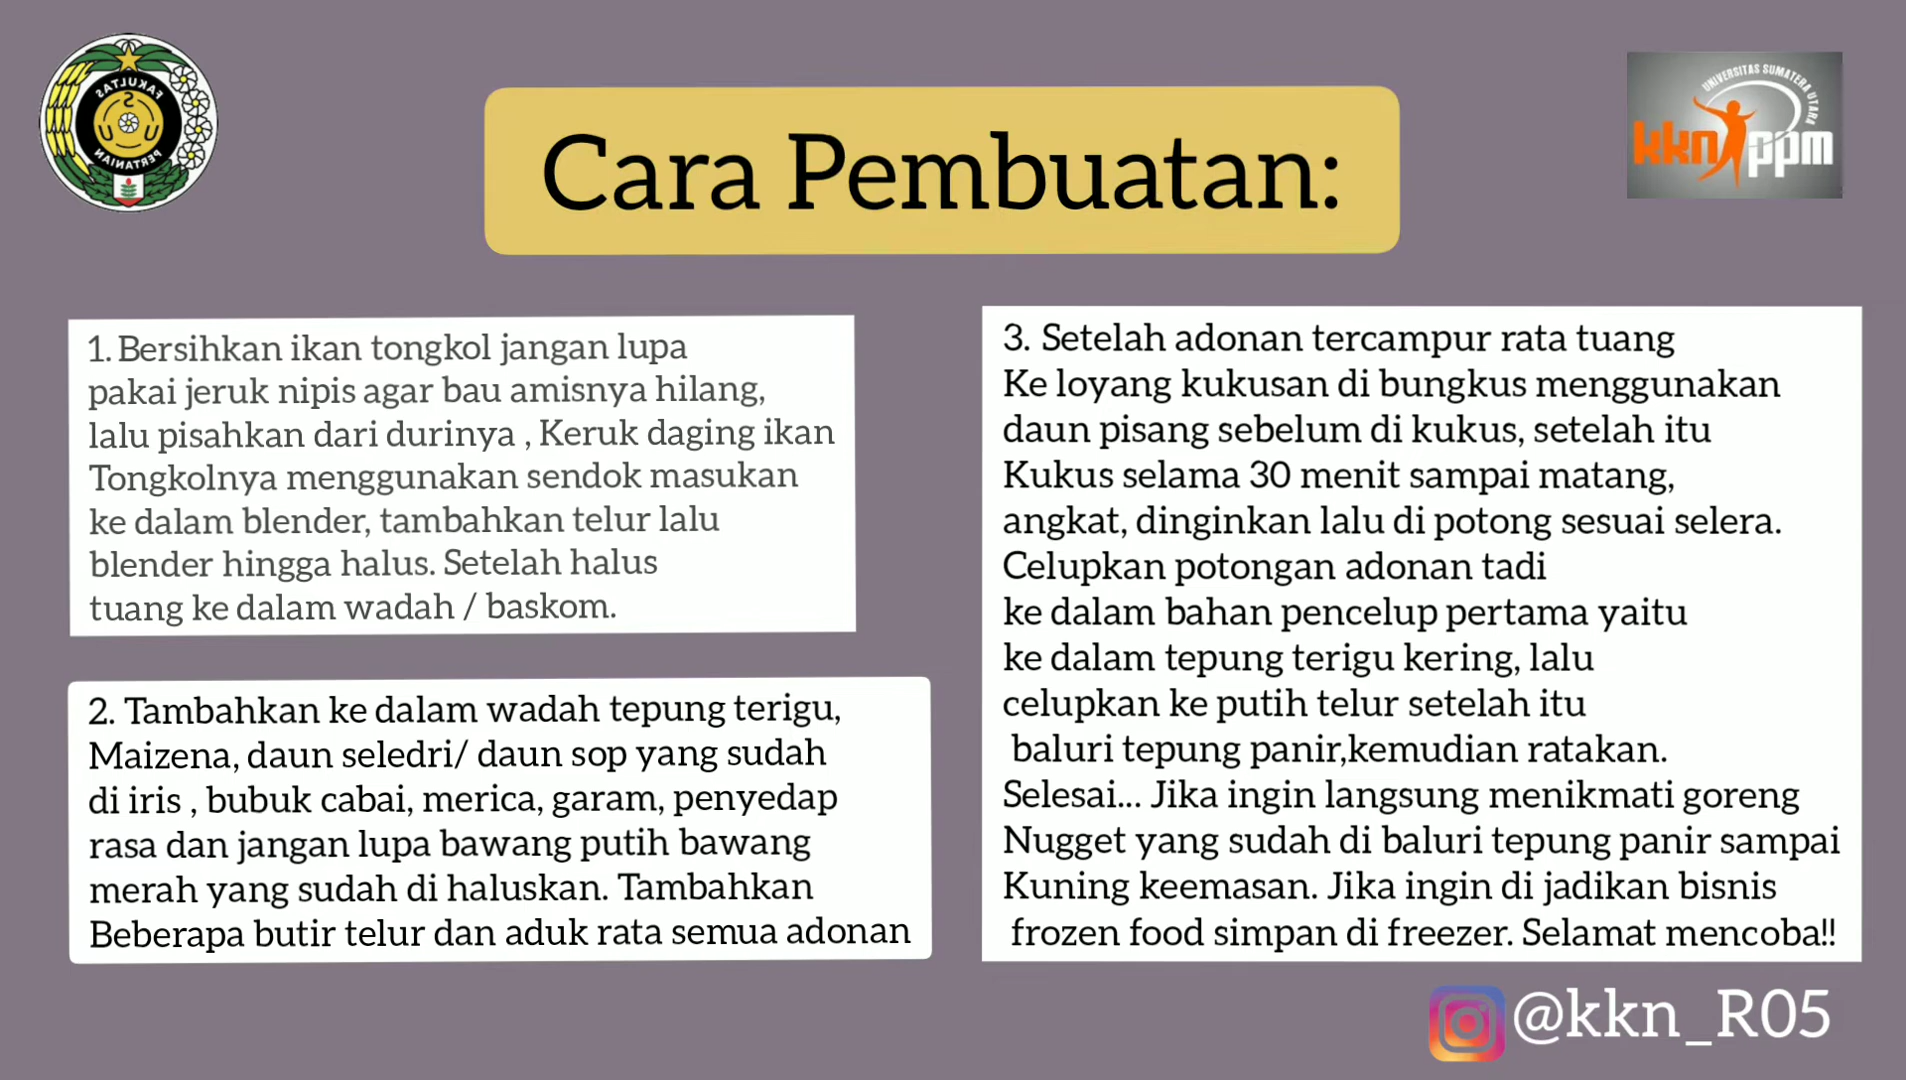 FAKULTAS
U S U
PERTANIAN
UNIVERSITAS SUMATERA UTARA
kkn ppm
Cara Pembuatan:
1. Bersihkan ikan tongkol jangan lupa
pakai jeruk nipis agar bau amisnya hilang,
lalu pisahkan dari durinya , Keruk daging ikan
Tongkolnya menggunakan sendok masukan
ke dalam blender, tambahkan telur lalu
blender hingga halus. Setelah halus
tuang ke dalam wadah / baskom.
2. Tambahkan ke dalam wadah tepung terigu,
Maizena, daun seledri/ daun sop yang sudah
di iris , bubuk cabai, merica, garam, penyedap
rasa dan jangan lupa bawang putih bawang
merah yang sudah di haluskan. Tambahkan
Beberapa butir telur dan aduk rata semua adonan
3. Setelah adonan tercampur rata tuang
Ke loyang kukusan di bungkus menggunakan
daun pisang sebelum di kukus, setelah itu
Kukus selama 30 menit sampai matang,
angkat, dinginkan lalu di potong sesuai selera.
Celupkan potongan adonan tadi
ke dalam bahan pencelup pertama yaitu
ke dalam tepung terigu kering, lalu
celupkan ke putih telur setelah itu
baluri tepung panir,kemudian ratakan.
Selesai... Jika ingin langsung menikmati goreng
Nugget yang sudah di baluri tepung panir sampai
Kuning keemasan. Jika ingin di jadikan bisnis
frozen food simpan di freezer. Selamat mencoba!!
@kkn_R05